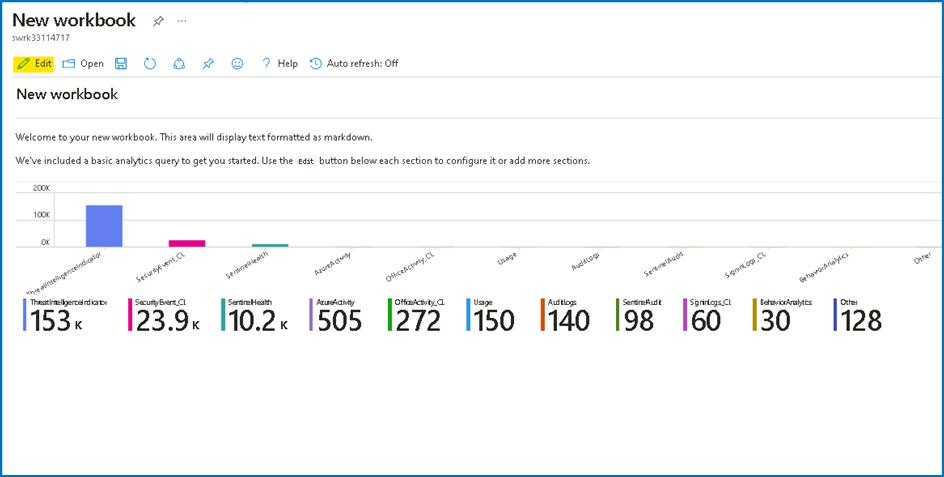 New workbook
swrk33114717
Edit Open Help Auto refresh: Off
New workbook
Welcome to your new workbook. This area will display text formatted as markdown.
We've included a basic analytics query to get you started. Use the Edit button below each section to configure it or add more sections.
200K
100K
0K
ThreatIntelligenceIndicator SecurityEvent_CL SentinelHealth AzureActivity OfficeActivity_CL Usage AuditLogs SentinelAudit SigninLogs_CL BehaviorAnalytics Other
ThreatIntelligenceIndicator SecurityEvent_CL SentinelHealth AzureActivity OfficeActivity_CL Usage AuditLogs SentinelAudit SigninLogs_CL BehaviorAnalytics Other
153 K 23.9 K 10.2 K 505 272 150 140 98 60 30 128